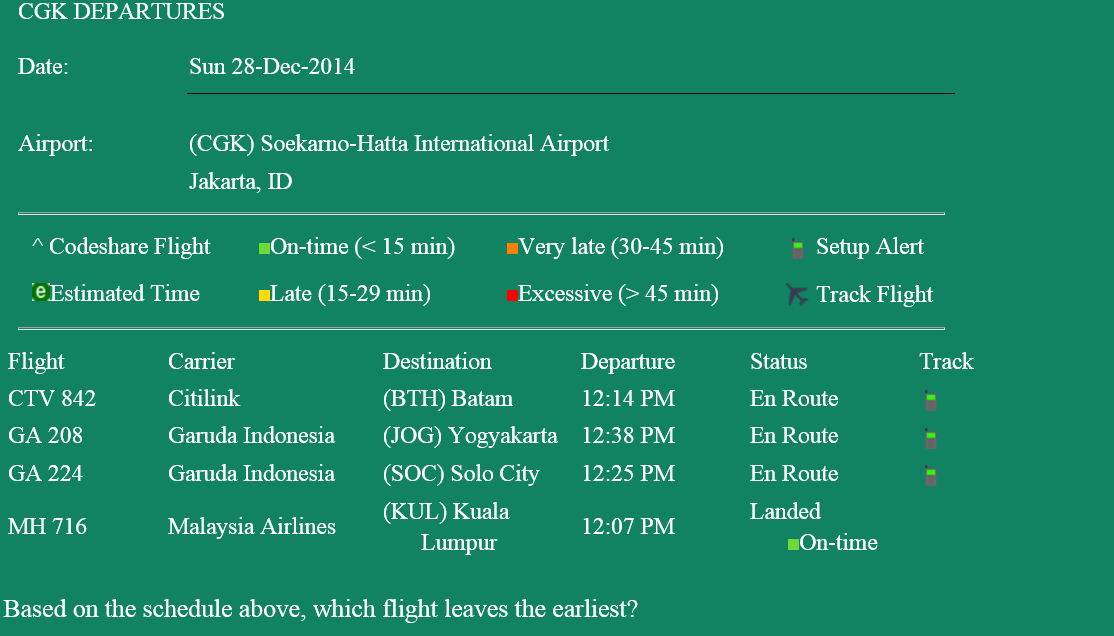 CGK DEPARTURES
Date: Sun 28-Dec-2014
Airport: (CGK) Soekarno-Hatta International Airport
Jakarta, ID
^ Codeshare Flight On-time (< 15 min) Very late (30-45 min) Setup Alert
e Estimated Time Late (15-29 min) Excessive (> 45 min) Track Flight
Flight Carrier Destination Departure Status Track
CTV 842 Citilink (BTH) Batam 12:14 PM En Route
GA 208 Garuda Indonesia (JOG) Yogyakarta 12:38 PM En Route
GA 224 Garuda Indonesia (SOC) Solo City 12:25 PM En Route
MH 716 Malaysia Airlines (KUL) Kuala Lumpur 12:07 PM Landed On-time
Based on the schedule above, which flight leaves the earliest?